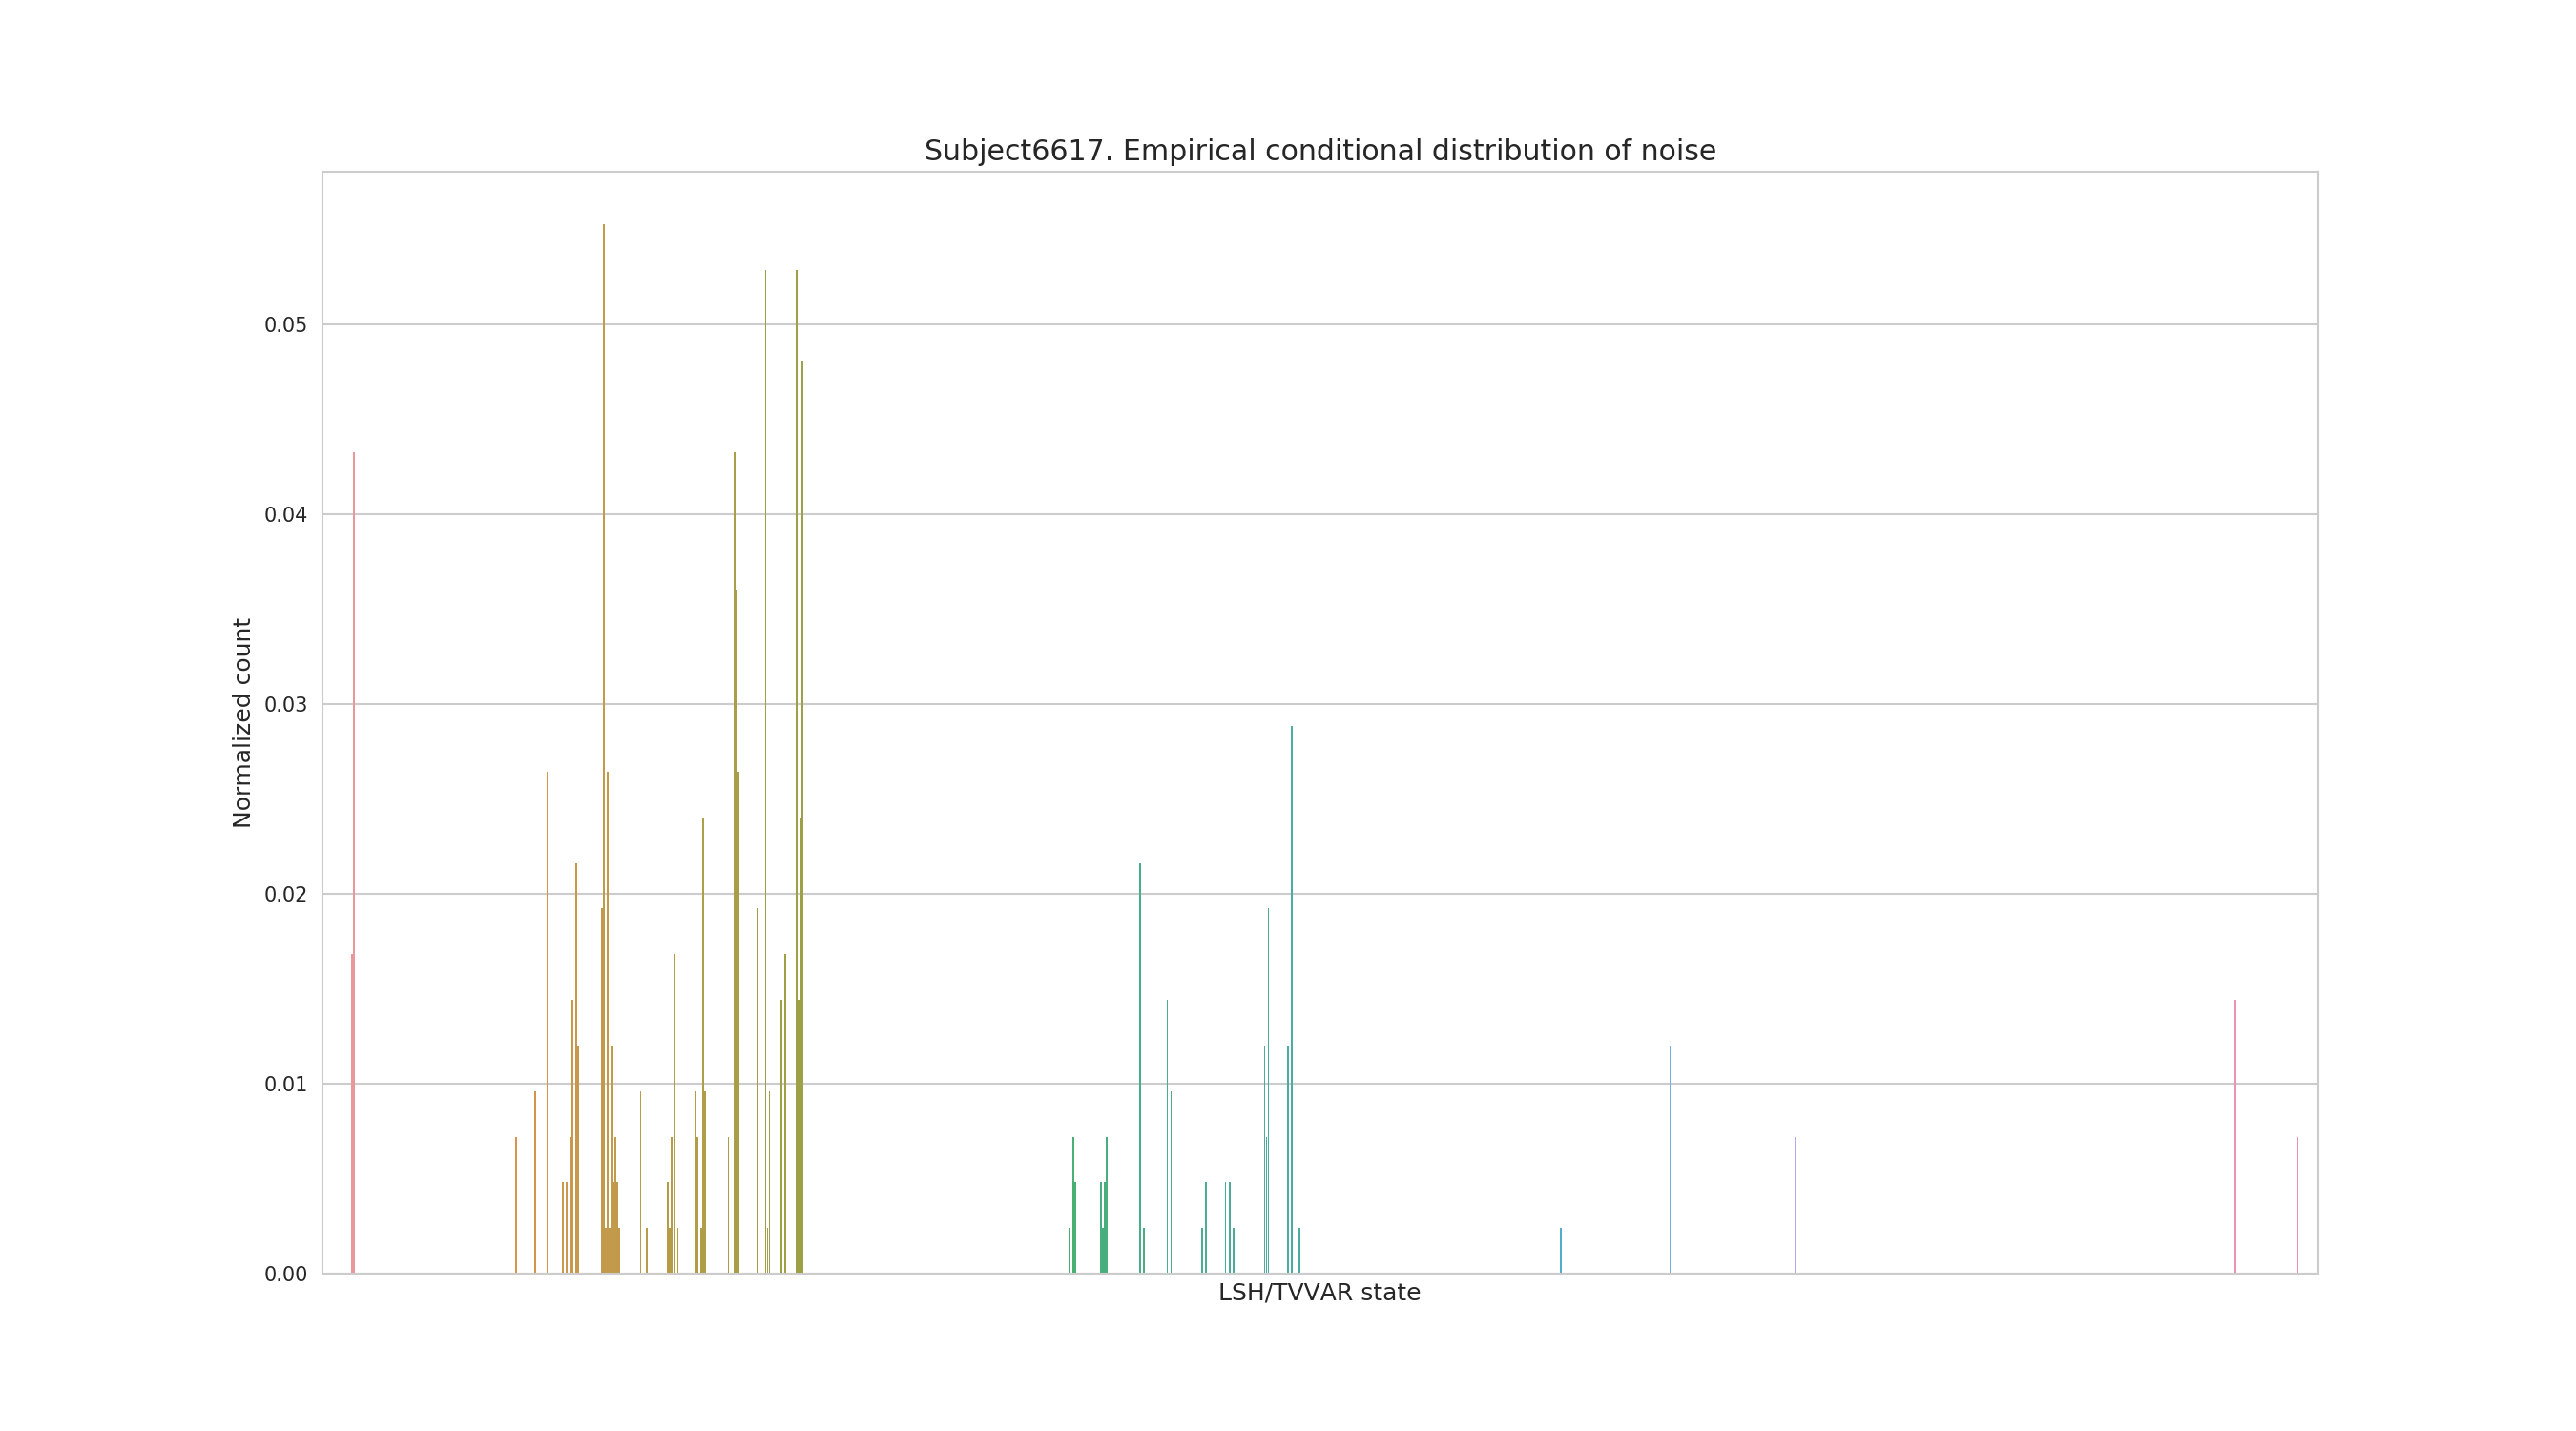 Subject6617. Empirical conditional distribution of noise
0.05
0.04
0.03
0.02
0.01
0.00
Normalized count
LSH/TVVAR state